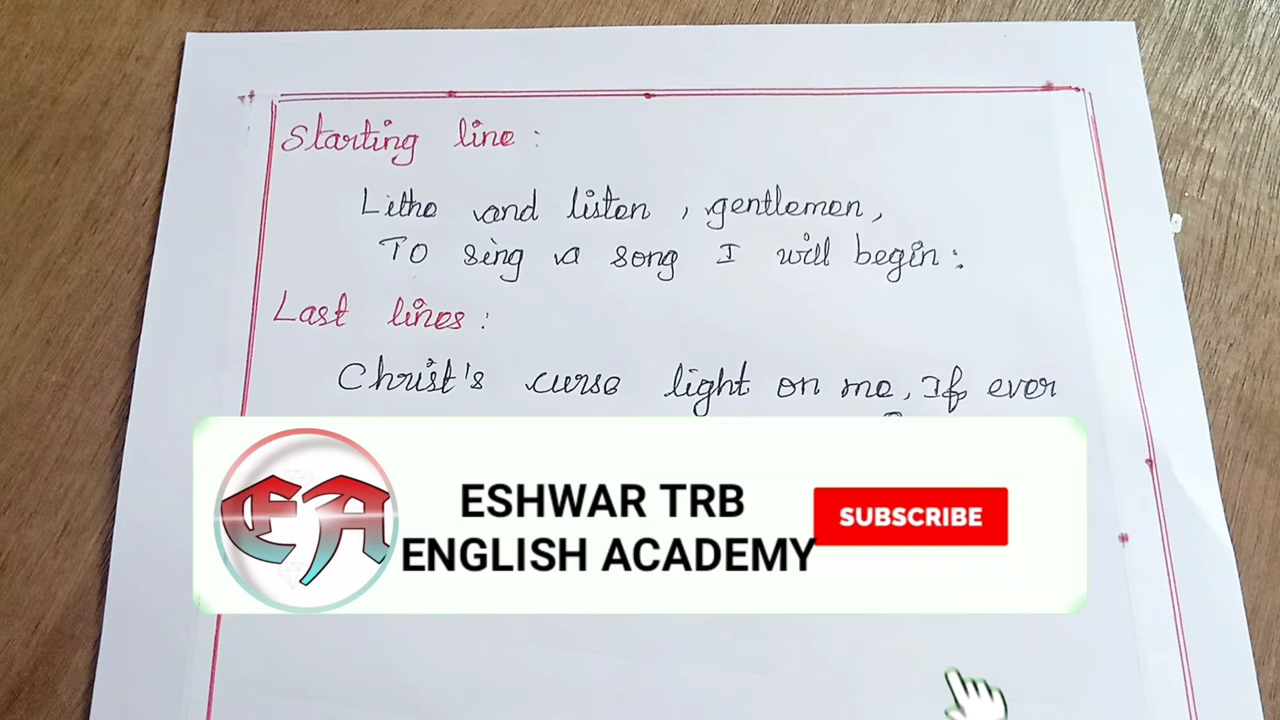 Starting line:
Lithe and listen, gentlemen,
To sing a song I will begin:
Last lines:
Christ's curse light on me, If ever
EA
ESHWAR TRB
ENGLISH ACADEMY
SUBSCRIBE